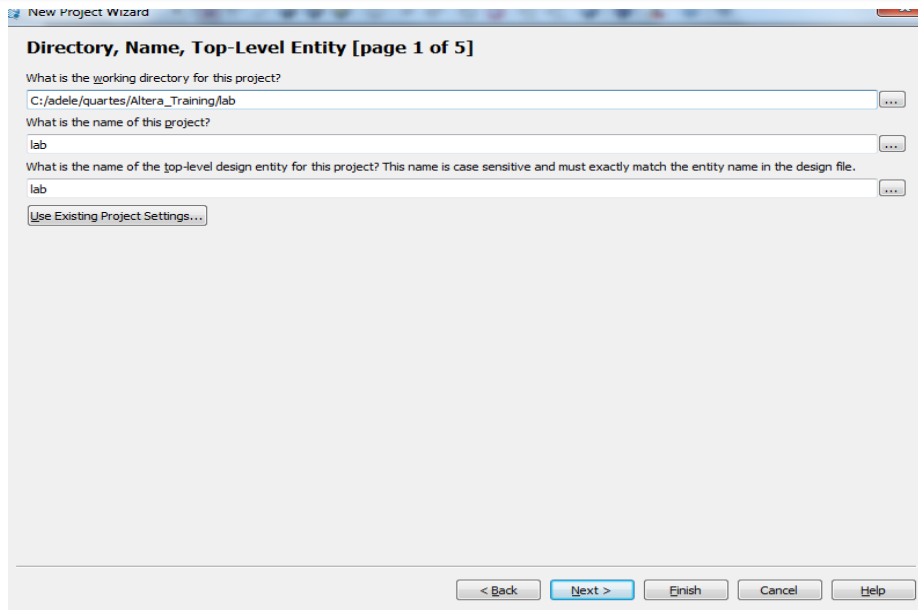 New Project Wizard
Directory, Name, Top-Level Entity [page 1 of 5]
What is the working directory for this project?
C:/adele/quartes/Altera_Training/lab
...
What is the name of this project?
lab
...
What is the name of the top-level design entity for this project? This name is case sensitive and must exactly match the entity name in the design file.
lab
...
Use Existing Project Settings...
< Back Next > Finish Cancel Help